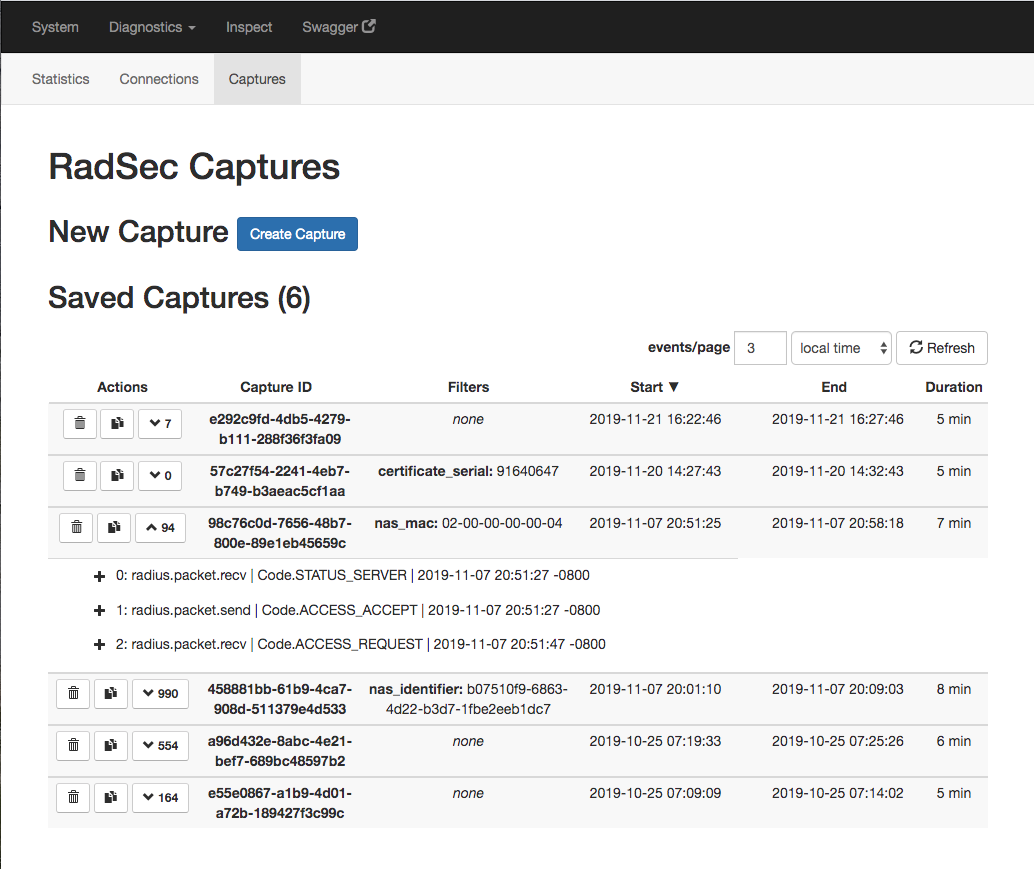 System Diagnostics Inspect Swagger
Statistics Connections Captures
RadSec Captures
New Capture Create Capture
Saved Captures (6)
events/page 3 local time Refresh
Actions Capture ID Filters Start ▼ End Duration
7 e292c9fd-4db5-4279- none 2019-11-21 16:22:46 2019-11-21 16:27:46 5 min
b111-288f36f3fa09
0 57c27f54-2241-4eb7- certificate_serial: 91640647 2019-11-20 14:27:43 2019-11-20 14:32:43 5 min
b749-b3aeac5cf1aa
94 98c76c0d-7656-48b7- nas_mac: 02-00-00-00-00-04 2019-11-07 20:51:25 2019-11-07 20:58:18 7 min
800e-89e1eb45659c
0: radius.packet.recv | Code.STATUS_SERVER | 2019-11-07 20:51:27 -0800
1: radius.packet.send | Code.ACCESS_ACCEPT | 2019-11-07 20:51:27 -0800
2: radius.packet.recv | Code.ACCESS_REQUEST | 2019-11-07 20:51:47 -0800
990 458881bb-61b9-4ca7- nas_identifier: b07510f9-6863- 2019-11-07 20:01:10 2019-11-07 20:09:03 8 min
908d-511379e4d533 4d22-b3d7-1fbe2eeb1dc7
554 a96d432e-8abc-4e21- none 2019-10-25 07:19:33 2019-10-25 07:25:26 6 min
bef7-689bc48597b2
164 e55e0867-a1b9-4d01- none 2019-10-25 07:09:09 2019-10-25 07:14:02 5 min
a72b-189427f3c99c